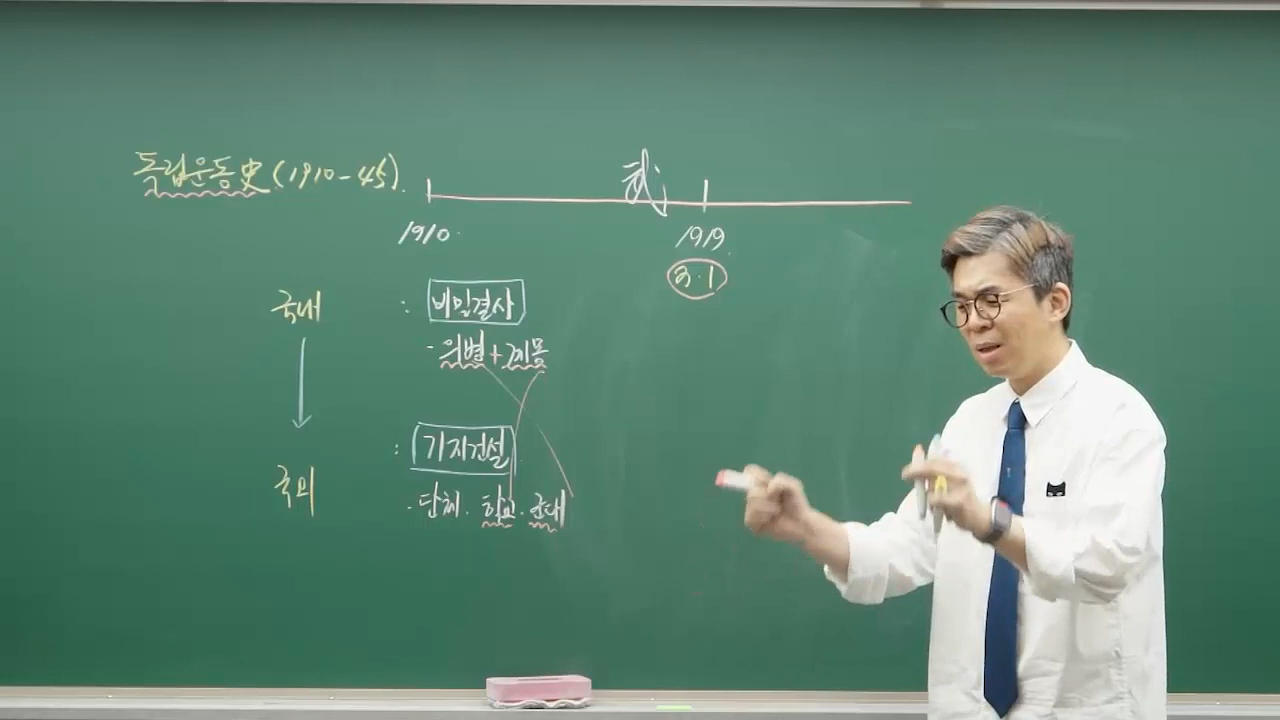 독립운동史(1910-45).
武
1910.
1919.
3·1
국내 : 비밀결사
· 의병+계몽
국외 : 기지건설
· 단체. 학교. 군대